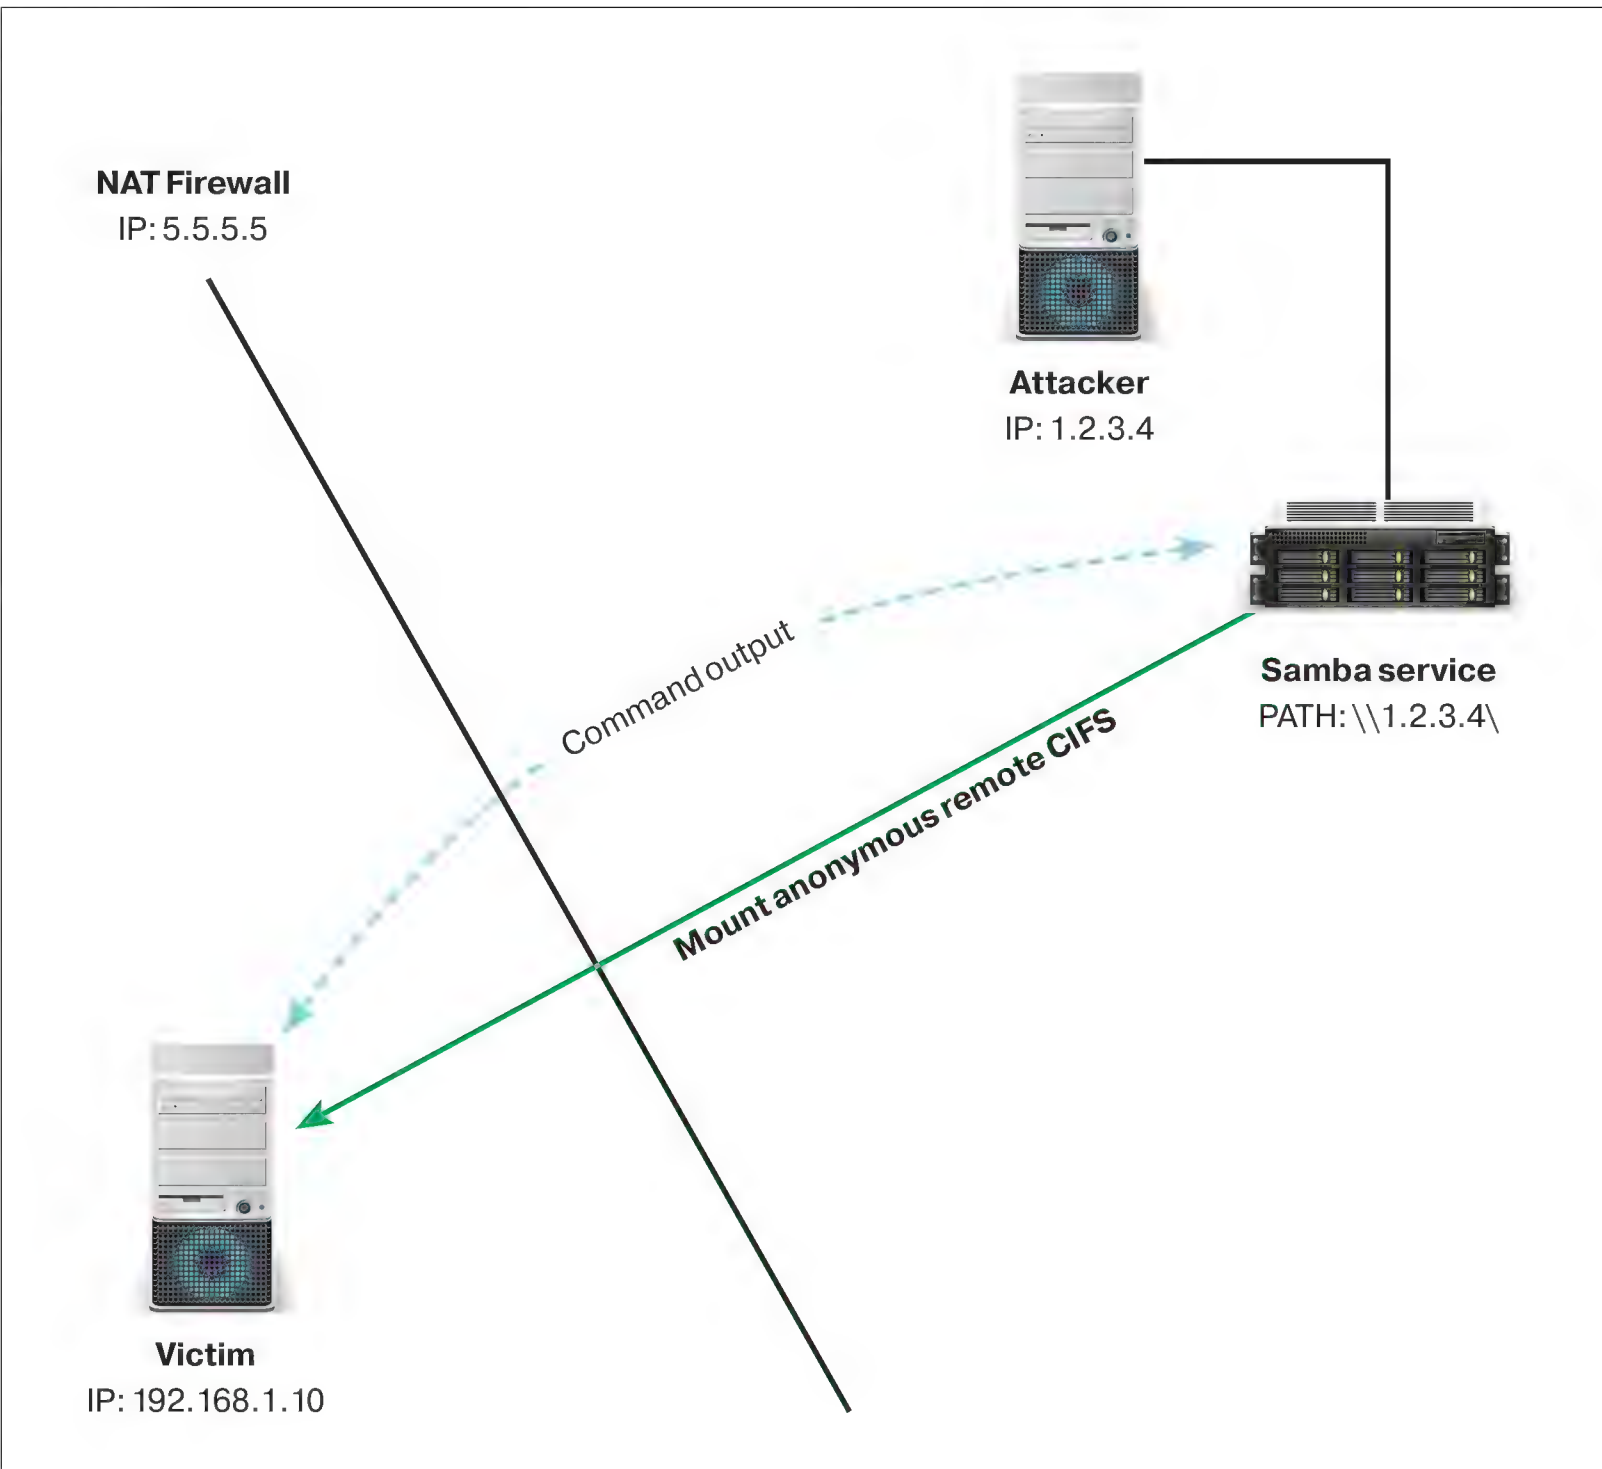 NAT Firewall
IP: 5.5.5.5
Attacker
IP: 1.2.3.4
Command output
Samba service
PATH: \\1.2.3.4\
Mount anonymous remote CIFS
Victim
IP: 192.168.1.10